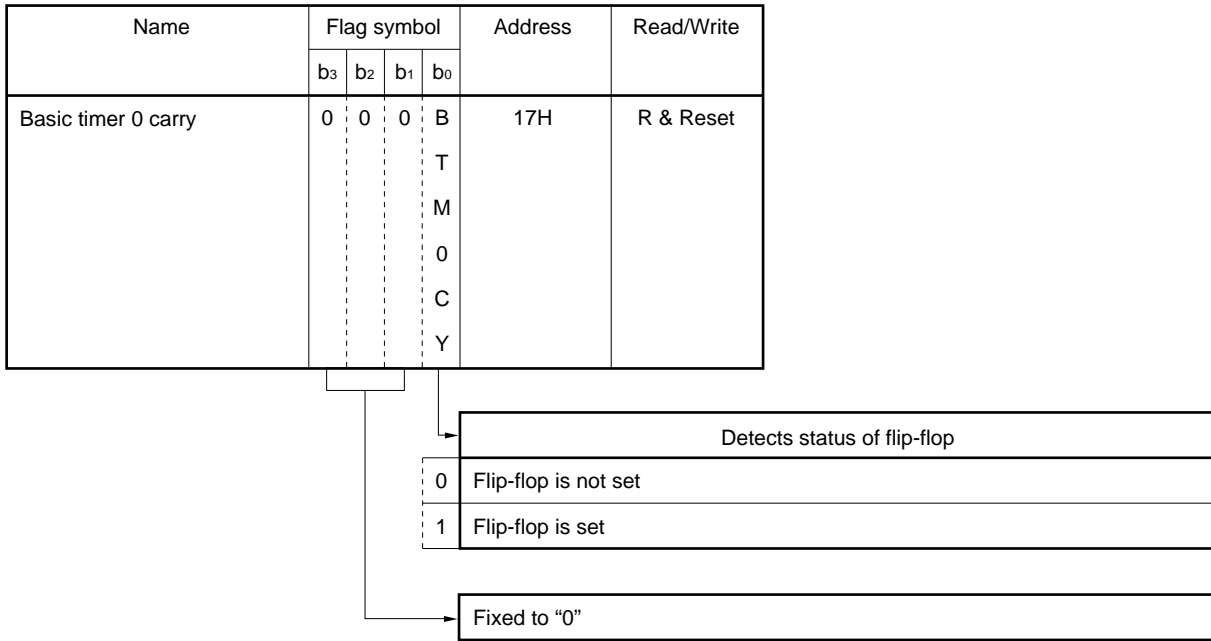 Name Flag symbol Address Read/Write
b3 b2 b1 b0
Basic timer 0 carry 0 0 0 B 17H R & Reset
T
M
0
C
Y
Detects status of flip-flop
0 Flip-flop is not set
1 Flip-flop is set
Fixed to “0”